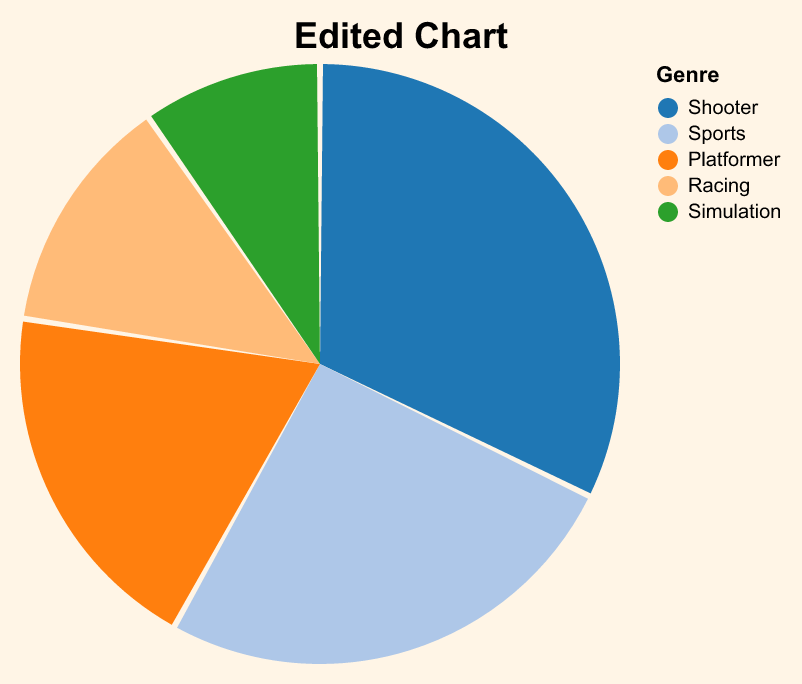 Edited Chart
Genre
Shooter
Sports
Platformer
Racing
Simulation